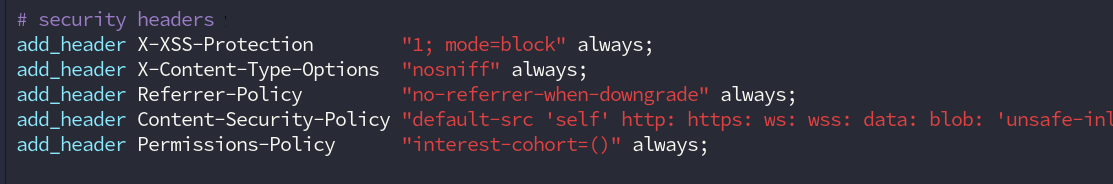 # security headers
add_header X-XSS-Protection "1; mode=block" always;
add_header X-Content-Type-Options "nosniff" always;
add_header Referrer-Policy "no-referrer-when-downgrade" always;
add_header Content-Security-Policy "default-src 'self' http: https: ws: wss: data: blob:
add_header Permissions-Policy "interest-cohort=()" always;